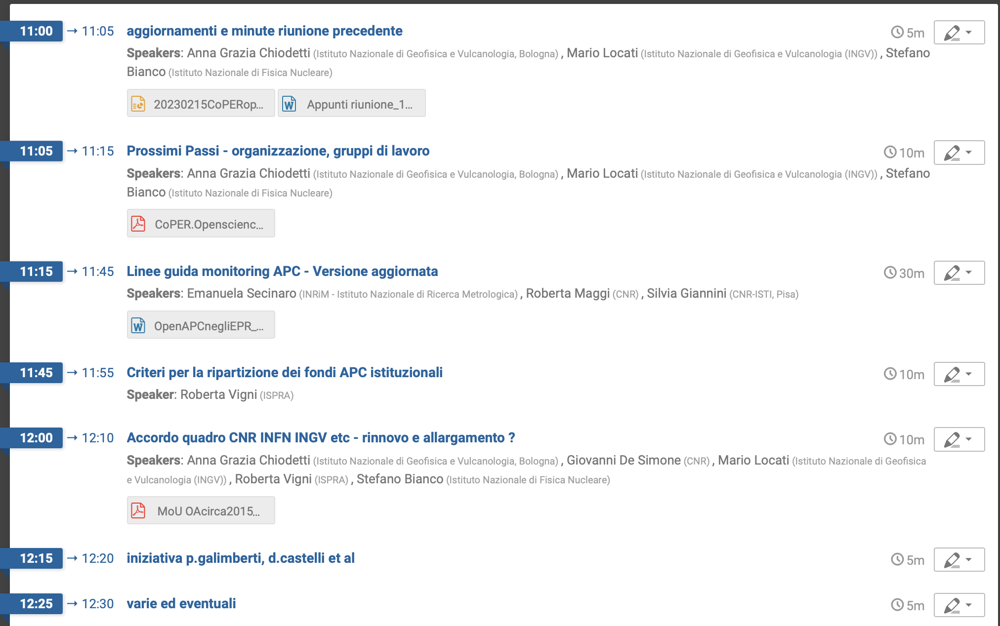 11:00 → 11:05 aggiornamenti e minute riunione precedente 5m
Speakers: Anna Grazia Chiodetti (Istituto Nazionale di Geofisica e Vulcanologia, Bologna) , Mario Locati (Istituto Nazionale di Geofisica e Vulcanologia (INGV)) , Stefano
Bianco (Istituto Nazionale di Fisica Nucleare)
20230215CoPERop... Appunti riunione_1...
11:05 → 11:15 Prossimi Passi - organizzazione, gruppi di lavoro 10m
Speakers: Anna Grazia Chiodetti (Istituto Nazionale di Geofisica e Vulcanologia, Bologna) , Mario Locati (Istituto Nazionale di Geofisica e Vulcanologia (INGV)) , Stefano
Bianco (Istituto Nazionale di Fisica Nucleare)
CoPER.Openscienc...
11:15 → 11:45 Linee guida monitoring APC - Versione aggiornata 30m
Speakers: Emanuela Secinaro (INRiM - Istituto Nazionale di Ricerca Metrologica) , Roberta Maggi (CNR) , Silvia Giannini (CNR-ISTI, Pisa)
OpenAPCnegliEPR_...
11:45 → 11:55 Criteri per la ripartizione dei fondi APC istituzionali 10m
Speaker: Roberta Vigni (ISPRA)
12:00 → 12:10 Accordo quadro CNR INFN INGV etc - rinnovo e allargamento ? 10m
Speakers: Anna Grazia Chiodetti (Istituto Nazionale di Geofisica e Vulcanologia, Bologna) , Giovanni De Simone (CNR) , Mario Locati (Istituto Nazionale di Geofisica
e Vulcanologia (INGV)) , Roberta Vigni (ISPRA) , Stefano Bianco (Istituto Nazionale di Fisica Nucleare)
MoU OAcirca2015...
12:15 → 12:20 iniziativa p.galimberti, d.castelli et al 5m
12:25 → 12:30 varie ed eventuali 5m